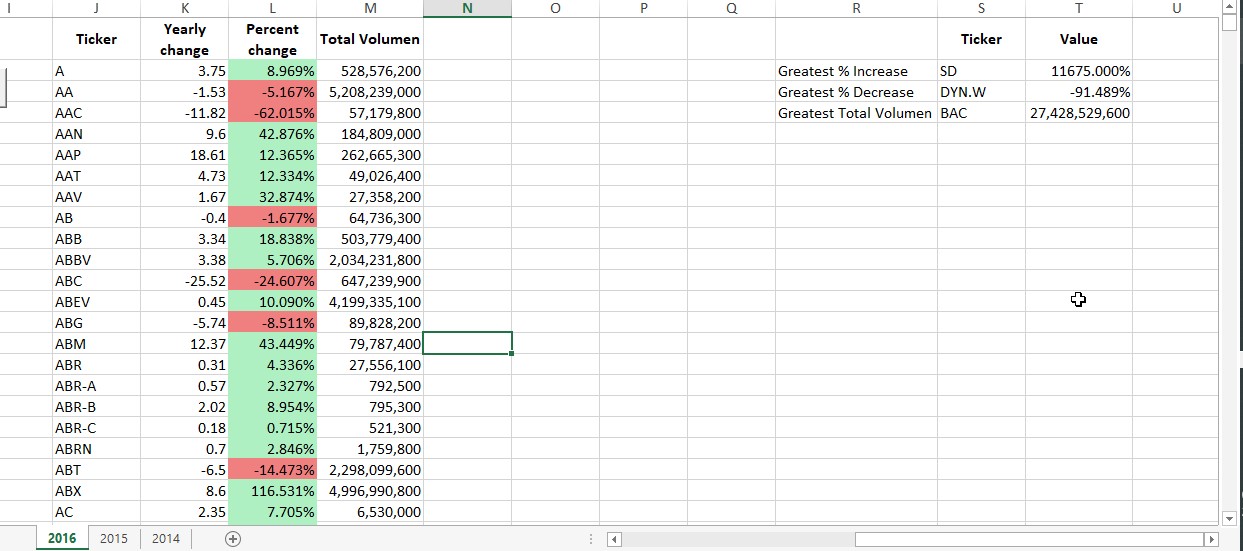 I J K L M N O P Q R S T U
Ticker Yearly change Percent change Total Volumen Ticker Value
A 3.75 8.969% 528,576,200 Greatest % Increase SD 11675.000%
AA -1.53 -5.167% 5,208,239,000 Greatest % Decrease DYN.W -91.489%
AAC -11.82 -62.015% 57,179,800 Greatest Total Volumen BAC 27,428,529,600
AAN 9.6 42.876% 184,809,000
AAP 18.61 12.365% 262,665,300
AAT 4.73 12.334% 49,026,400
AAV 1.67 32.874% 27,358,200
AB -0.4 -1.677% 64,736,300
ABB 3.34 18.838% 503,779,400
ABBV 3.38 5.706% 2,034,231,800
ABC -25.52 -24.607% 647,239,900
ABEV 0.45 10.090% 4,199,335,100
ABG -5.74 -8.511% 89,828,200
ABM 12.37 43.449% 79,787,400
ABR 0.31 4.336% 27,556,100
ABR-A 0.57 2.327% 792,500
ABR-B 2.02 8.954% 795,300
ABR-C 0.18 0.715% 521,300
ABRN 0.7 2.846% 1,759,800
ABT -6.5 -14.473% 2,298,099,600
ABX 8.6 116.531% 4,996,990,800
AC 2.35 7.705% 6,530,000
2016 2015 2014